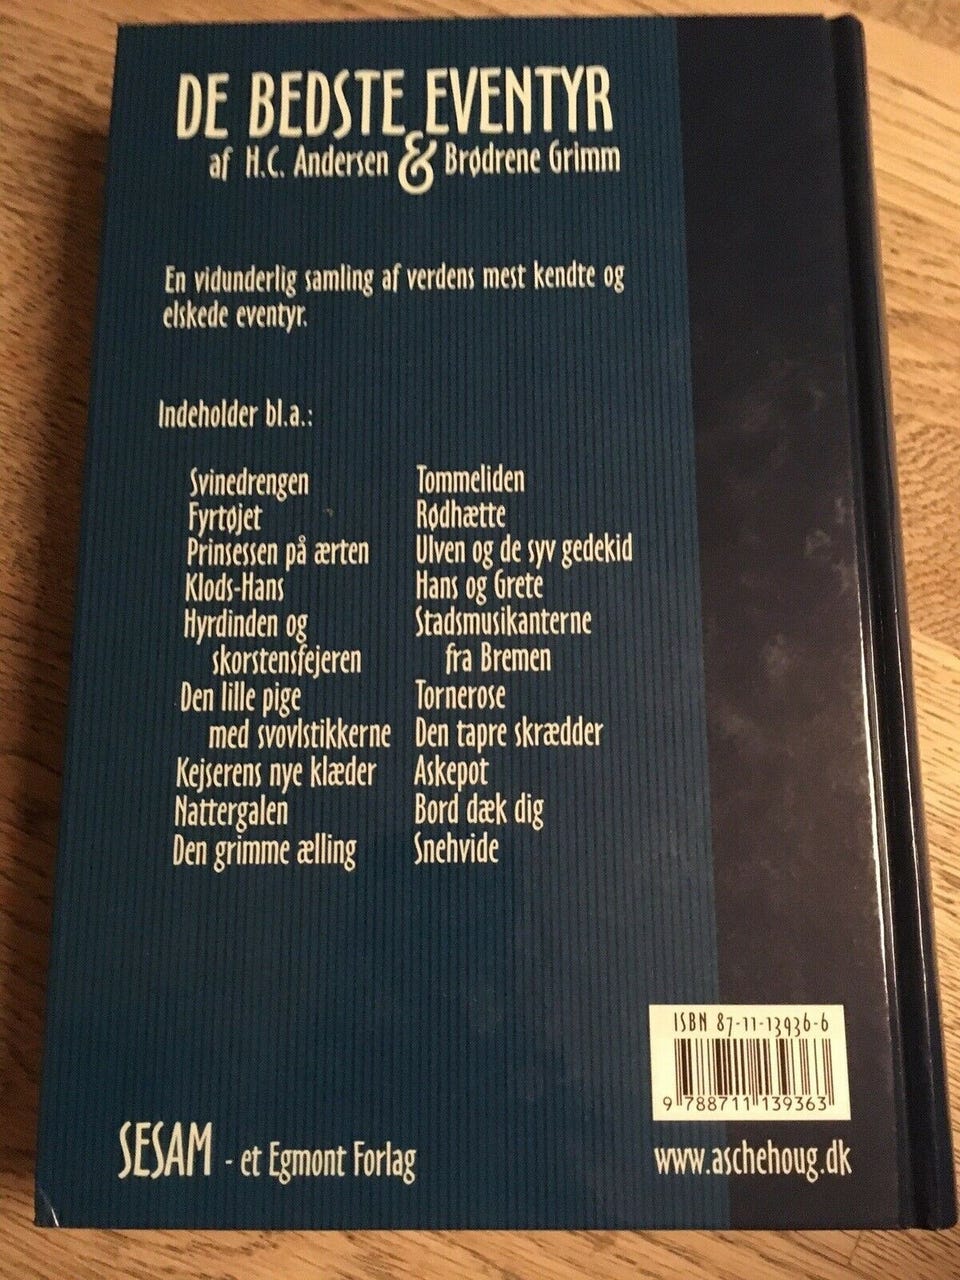 DE BEDSTE EVENTYR
af H.C. Andersen & Brødrene Grimm
En vidunderlig samling af verdens mest kendte og
elskede eventyr.
Indeholder bl.a.:
Svinedrengen
Fyrtøjet
Prinsessen på ærten
Klods-Hans
Hyrdinden og
skorstensfejeren
Den lille pige
med svovlstikkerne
Kejserens nye klæder
Nattergalen
Den grimme ælling
Tommeliden
Rødhætte
Ulven og de syv gedekid
Hans og Grete
Stadsmusikanterne
fra Bremen
Tornerose
Den tapre skrædder
Askepot
Bord dæk dig
Snehvide
ISBN 87-11-13936-6
9 788711 139363
SESAM - et Egmont Forlag
www.aschehoug.dk